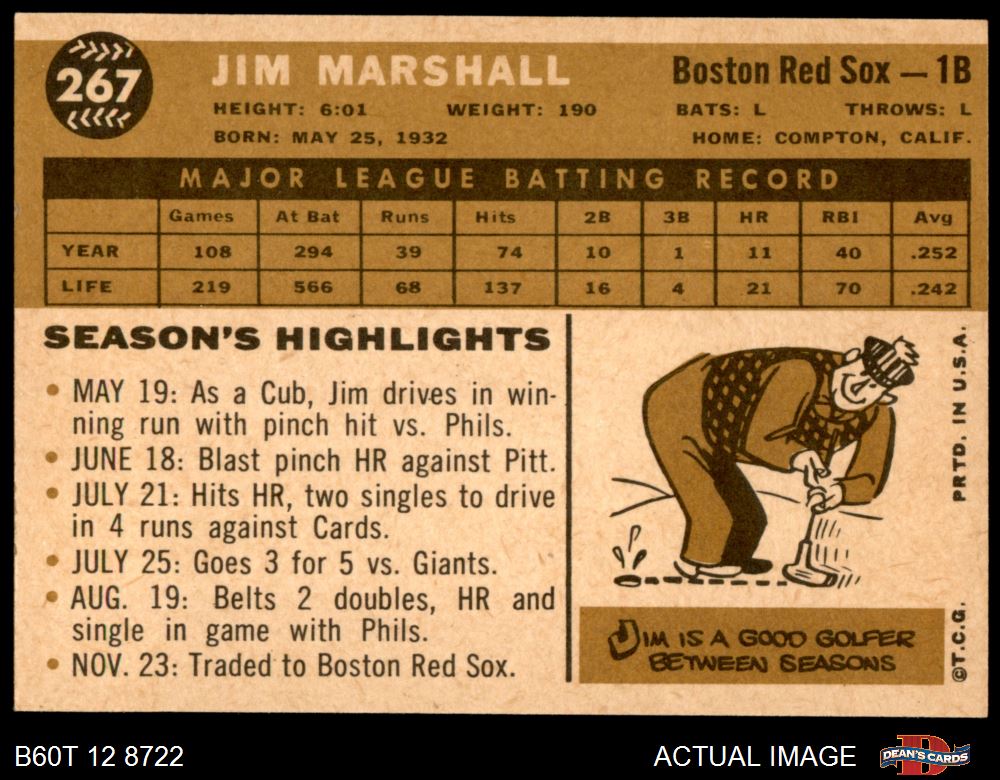 267
JIM MARSHALL
Boston Red Sox — 1B
HEIGHT: 6:01 WEIGHT: 190 BATS: L THROWS: L
BORN: MAY 25, 1932 HOME: COMPTON, CALIF.
MAJOR LEAGUE BATTING RECORD
Games At Bat Runs Hits 2B 3B HR RBI Avg
YEAR 108 294 39 74 10 1 11 40 .252
LIFE 219 566 68 137 16 4 21 70 .242
SEASON'S HIGHLIGHTS
• MAY 19: As a Cub, Jim drives in win-
ning run with pinch hit vs. Phils.
• JUNE 18: Blast pinch HR against Pitt.
• JULY 21: Hits HR, two singles to drive
in 4 runs against Cards.
• JULY 25: Goes 3 for 5 vs. Giants.
• AUG. 19: Belts 2 doubles, HR and
single in game with Phils.
• NOV. 23: Traded to Boston Red Sox.
JIM IS A GOOD GOLFER
BETWEEN SEASONS
©T.C.G. PRTD. IN U.S.A.
B60T 12 8722 ACTUAL IMAGE DEAN'S CARDS